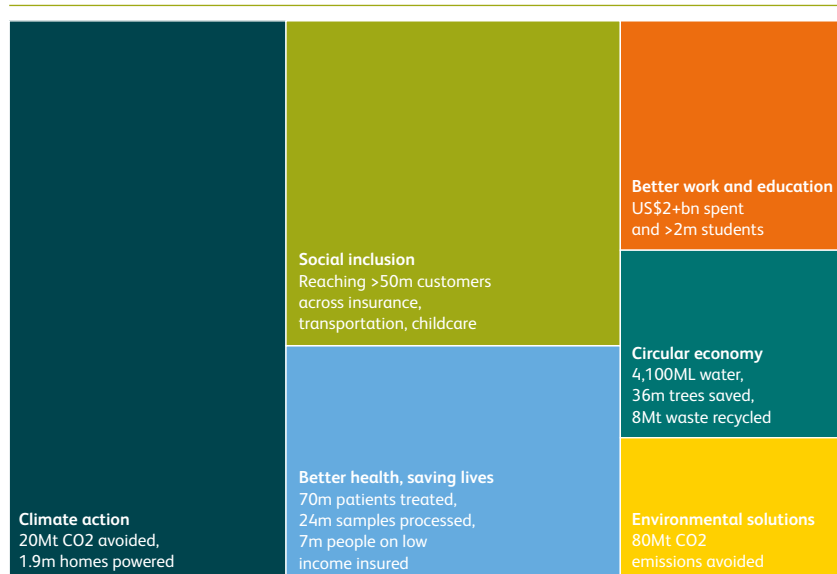 Climate action
20Mt CO2 avoided,
1.9m homes powered
Social inclusion
Reaching >50m customers
across insurance,
transportation, childcare
Better health, saving lives
70m patients treated,
24m samples processed,
7m people on low
income insured
Better work and education
US$2+bn spent
and >2m students
Circular economy
4,100ML water,
36m trees saved,
8Mt waste recycled
Environmental solutions
80Mt CO2
emissions avoided